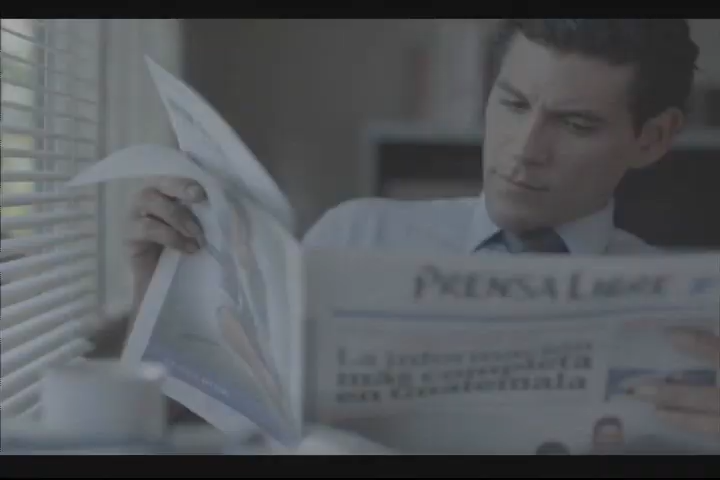 PRENSA LIBRE
La información
más completa
en Guatemala